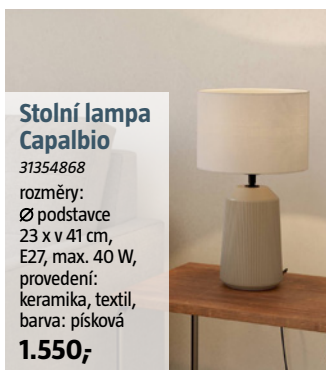 Stolní lampa
Capalbio
31354868
rozměry:
Ø podstavce
23 x v 41 cm,
E27, max. 40 W,
provedení:
keramika, textil,
barva: písková
1.550,-